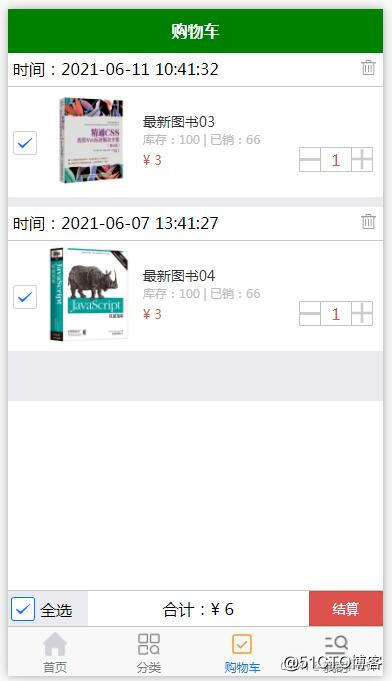 购物车
时间：2021-06-11 10:41:32
精通CSS
最新图书03
库存：100 | 已销：66
¥ 3
1
时间：2021-06-07 13:41:27
JavaScript
最新图书04
库存：100 | 已销：66
¥ 3
1
全选
合计：¥ 6
结算
首页
分类
购物车
我的
@51CTO博客